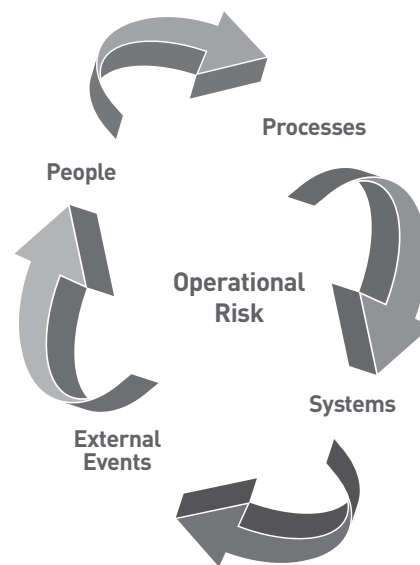 Processes
People
Operational
Risk
Systems
External
Events